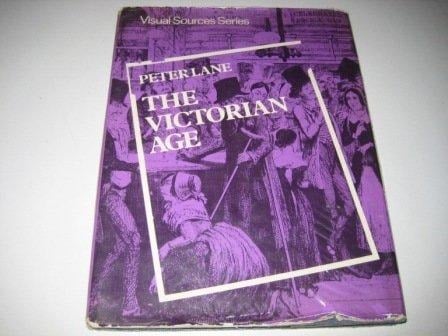 Visual Sources Series
PETER LANE
THE
VICTORIAN
AGE